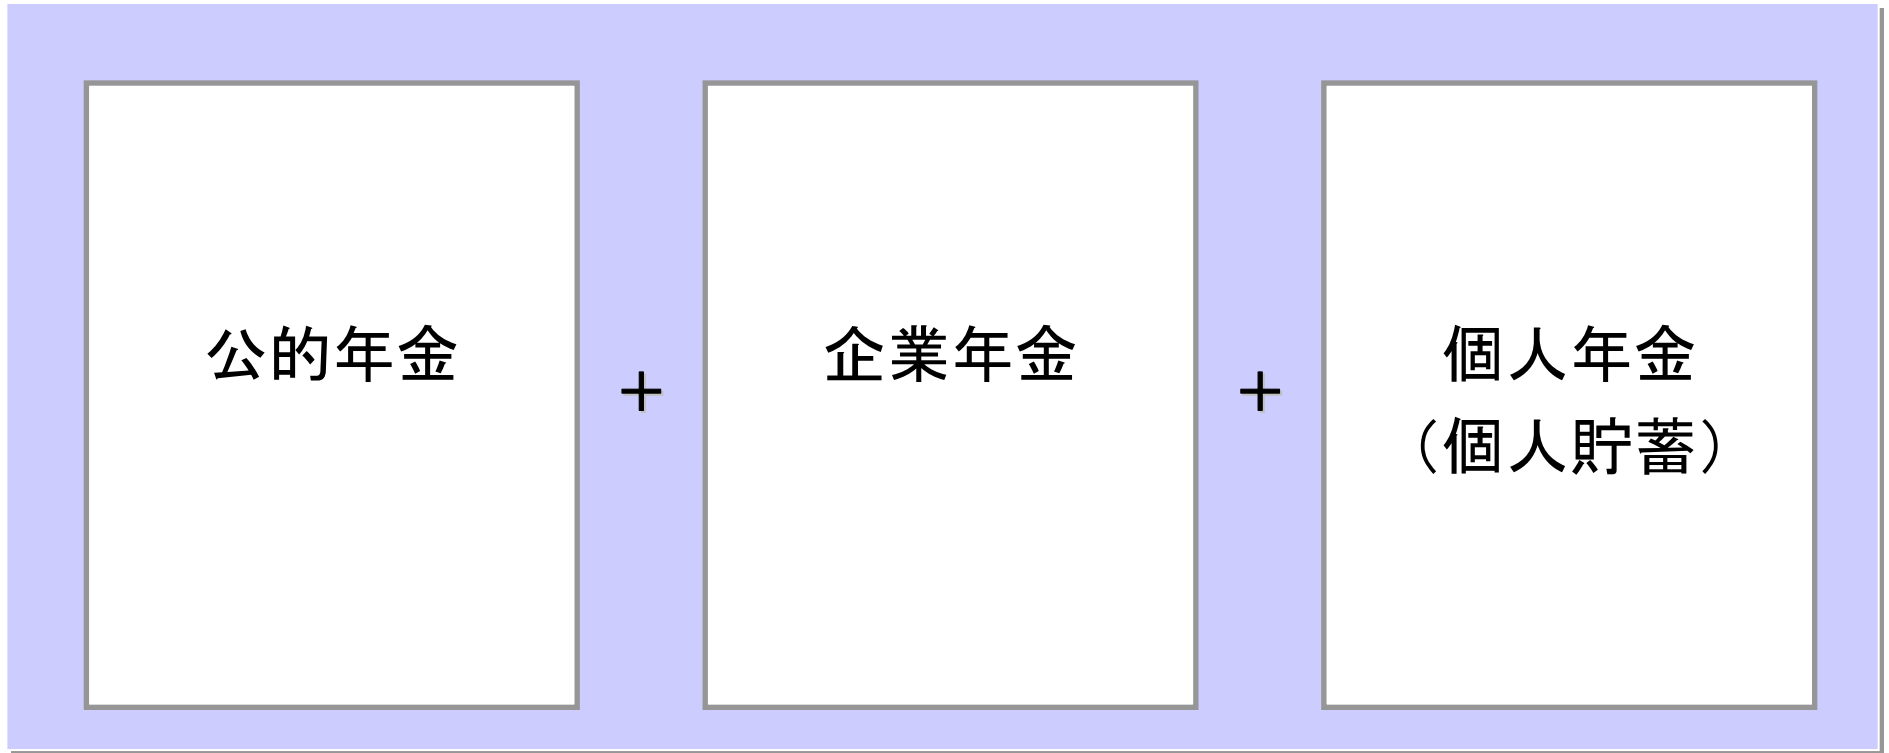 公的年金
+
企業年金
+
個人年金
（個人貯蓄）